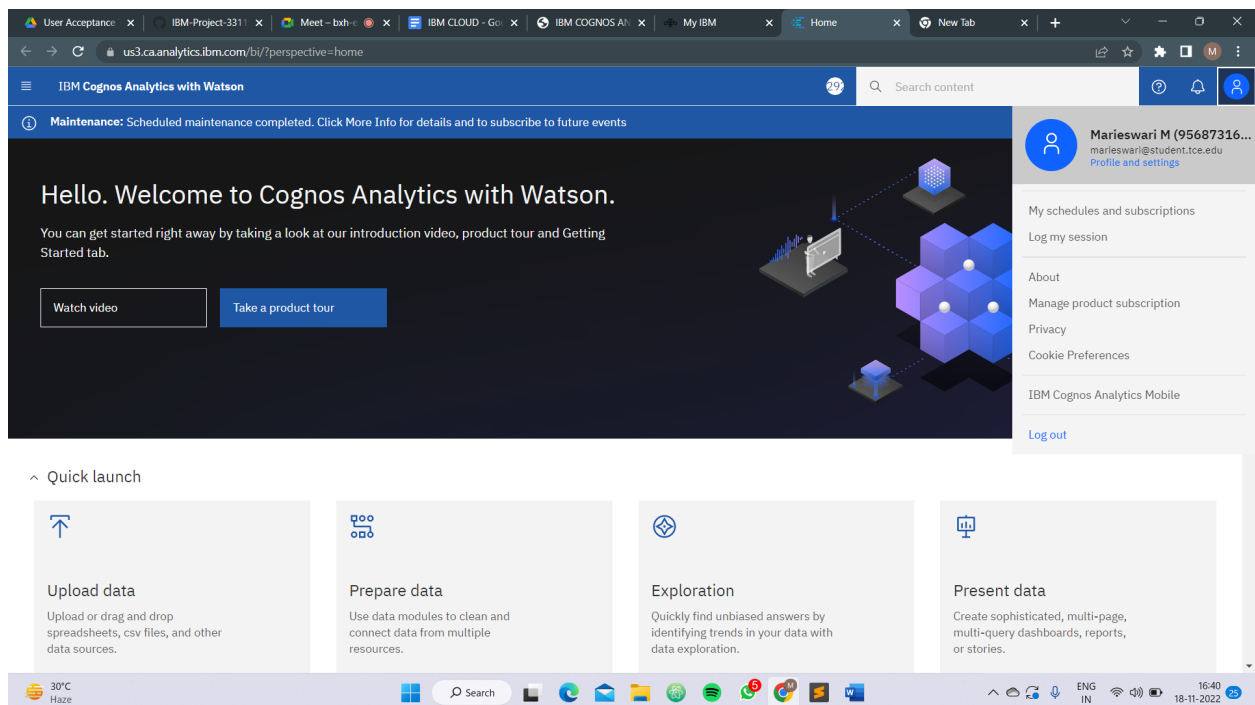 User Acceptance
IBM-Project-3311
Meet – bxh-e
IBM CLOUD - Goo
IBM COGNOS AN
My IBM
Home
New Tab
us3.ca.analytics.ibm.com/bi/?perspective=home
M
IBM Cognos Analytics with Watson
Search content
Maintenance: Scheduled maintenance completed. Click More Info for details and to subscribe to future events
Marieswari M (95687316...
marieswari@student.tce.edu
Profile and settings
My schedules and subscriptions
Log my session
About
Manage product subscription
Privacy
Cookie Preferences
IBM Cognos Analytics Mobile
Log out
Hello. Welcome to Cognos Analytics with Watson.
You can get started right away by taking a look at our introduction video, product tour and Getting
Started tab.
Watch video
Take a product tour
Quick launch
Upload data
Upload or drag and drop
spreadsheets, csv files, and other
data sources.
Prepare data
Use data modules to clean and
connect data from multiple
resources.
Exploration
Quickly find unbiased answers by
identifying trends in your data with
data exploration.
Present data
Create sophisticated, multi-page,
multi-query dashboards, reports,
or stories.
30°C
Haze
Search
5
ENG
IN
16:40
18-11-2022
25